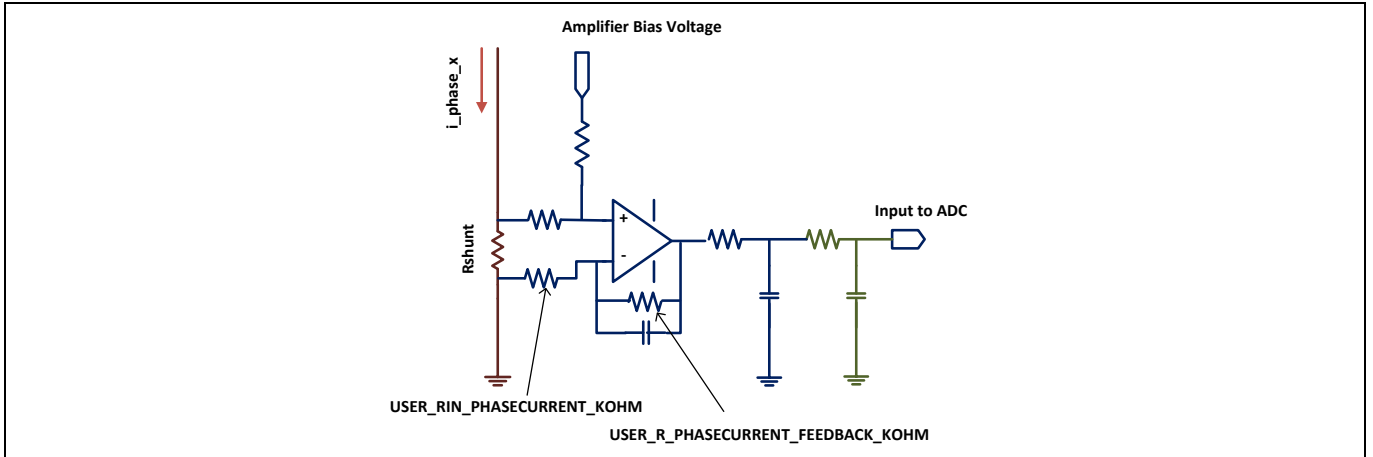 Amplifier Bias Voltage
i_phase_x
Rshunt
+
-
Input to ADC
USER_RIN_PHASECURRENT_KOHM
USER_R_PHASECURRENT_FEEDBACK_KOHM